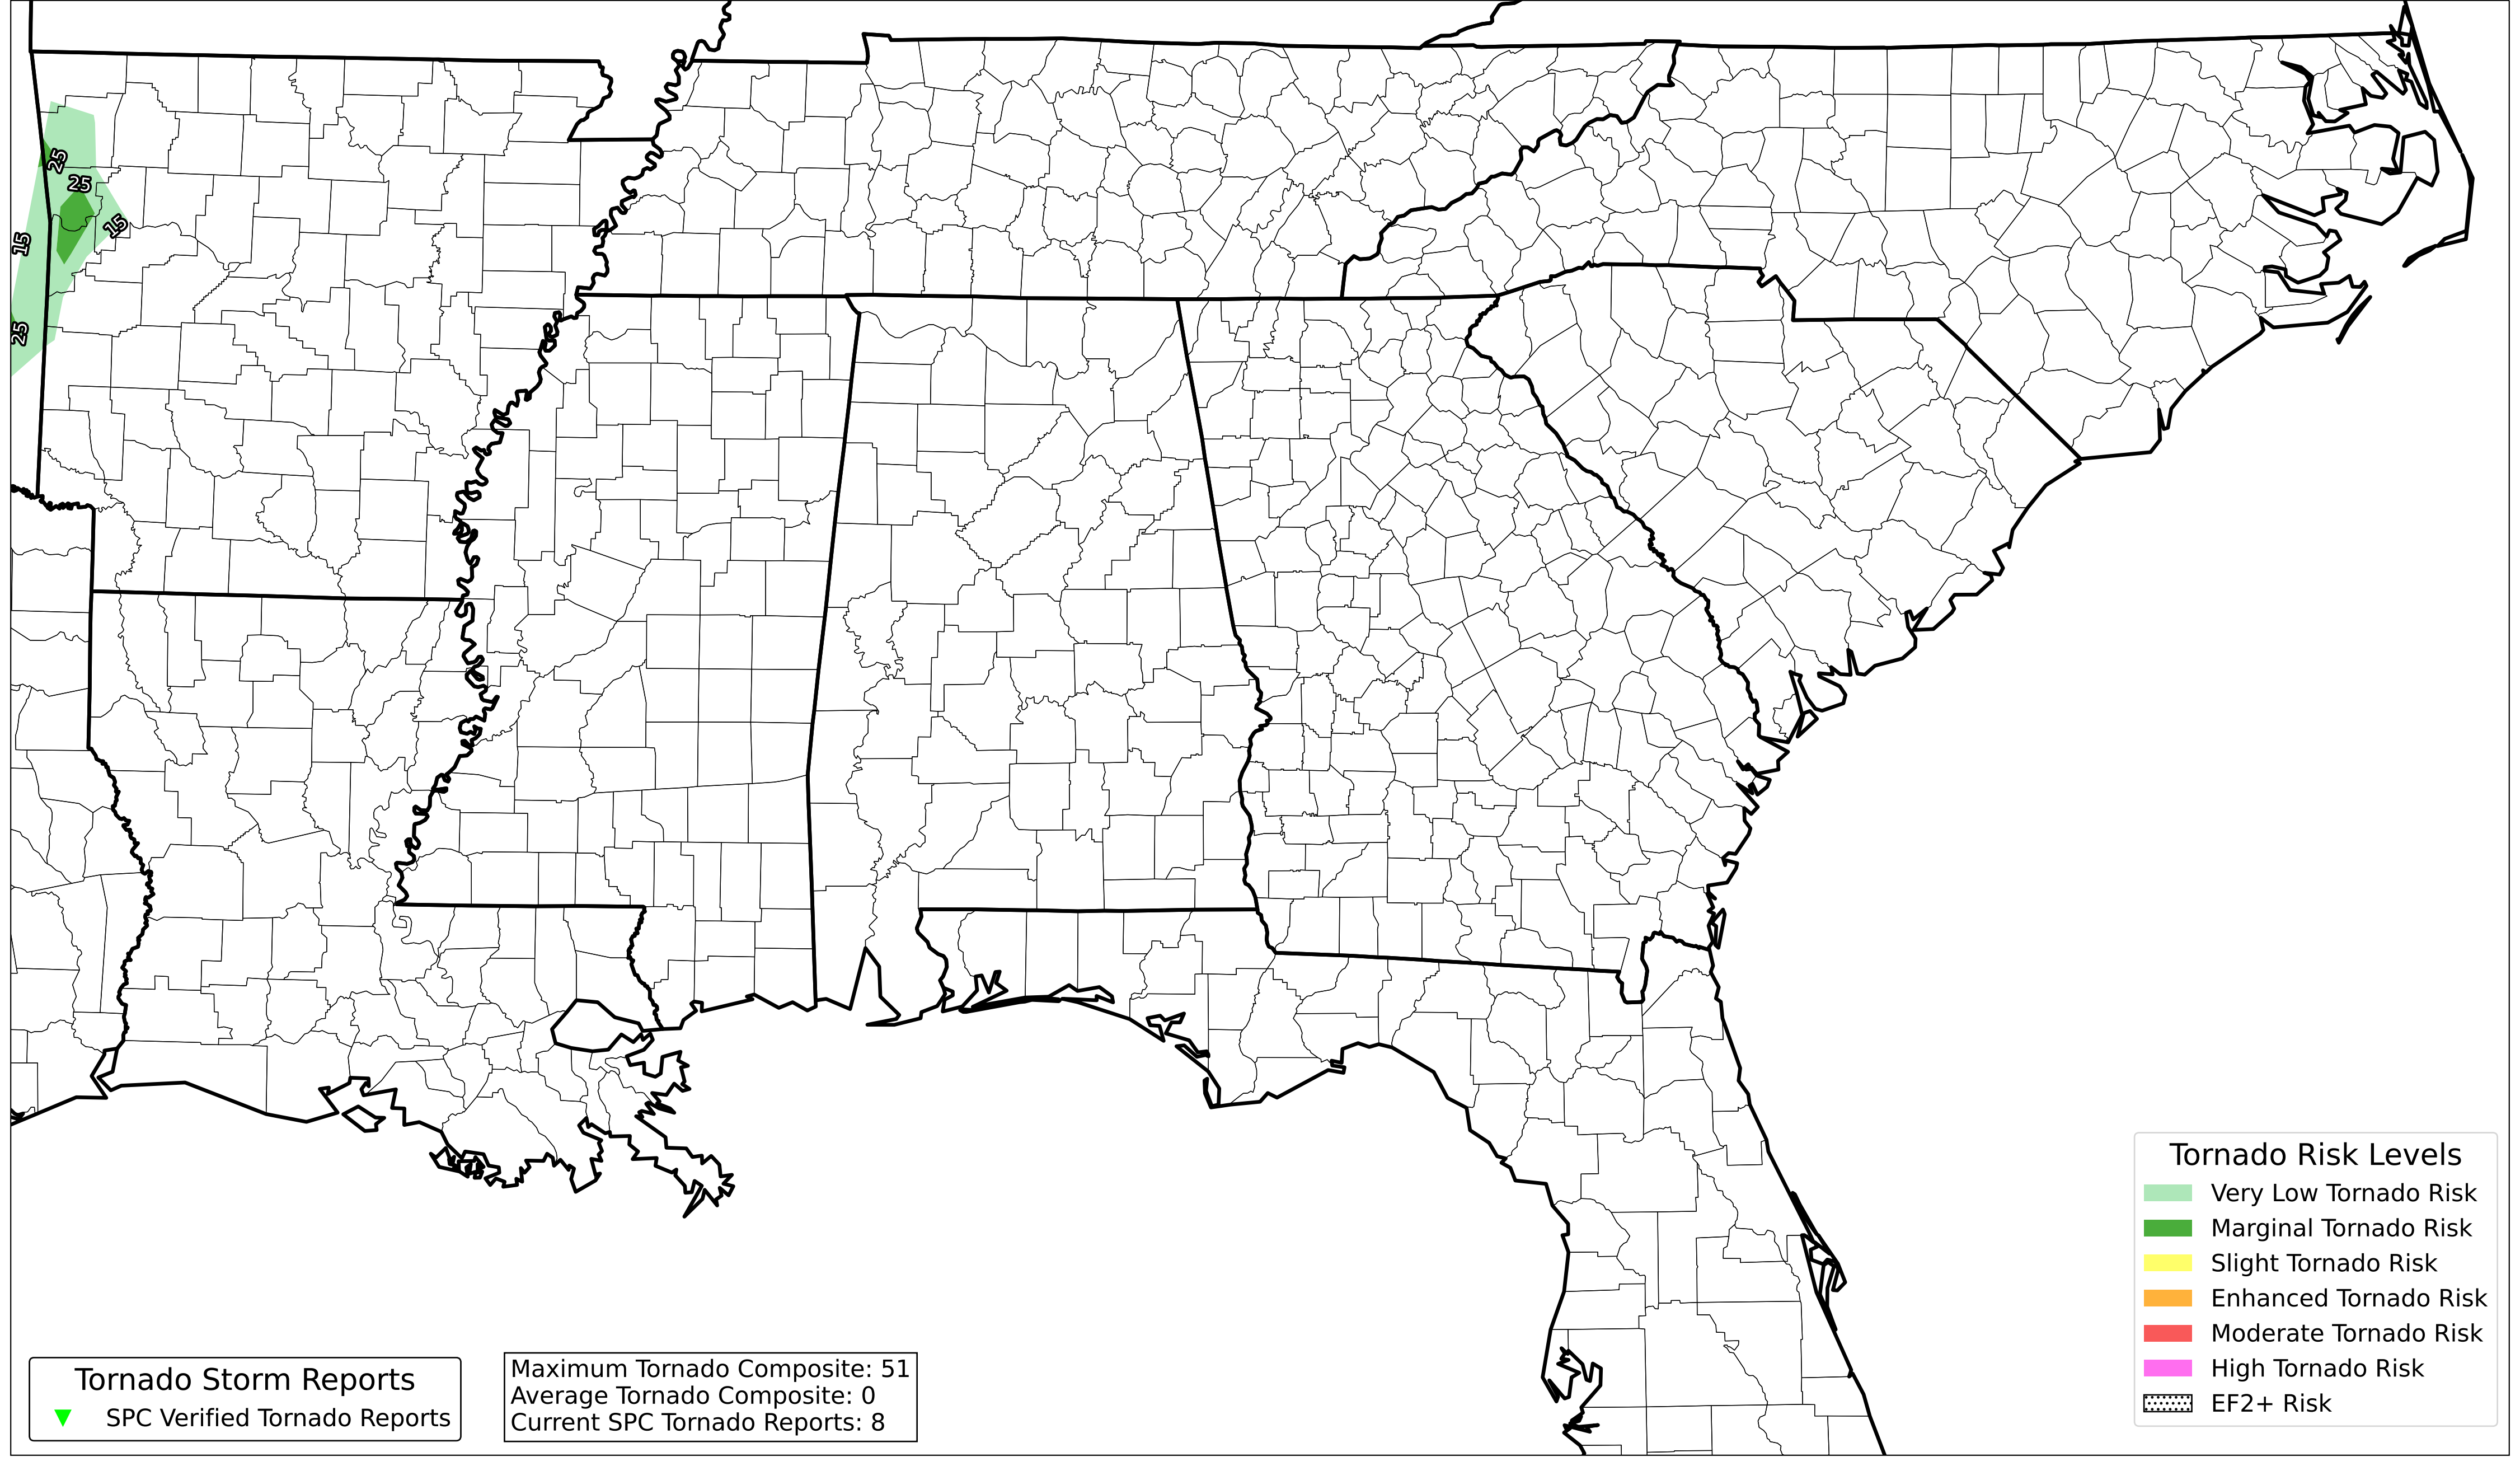 25
25
15
15
25
Tornado Risk Levels
Very Low Tornado Risk
Marginal Tornado Risk
Slight Tornado Risk
Enhanced Tornado Risk
Moderate Tornado Risk
High Tornado Risk
EF2+ Risk
Tornado Storm Reports
SPC Verified Tornado Reports
Maximum Tornado Composite: 51
Average Tornado Composite: 0
Current SPC Tornado Reports: 8